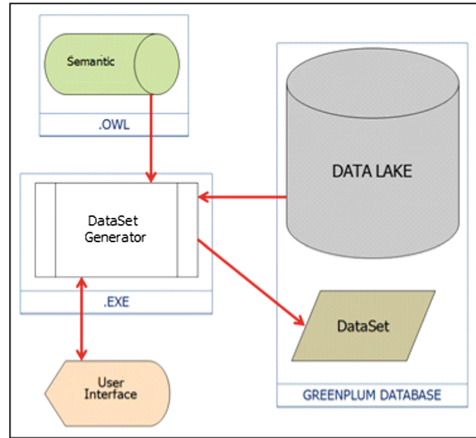 Semantic
.OWL
DATA LAKE
DataSet
Generator
.EXE
DataSet
User
Interface
GREENPLUM DATABASE